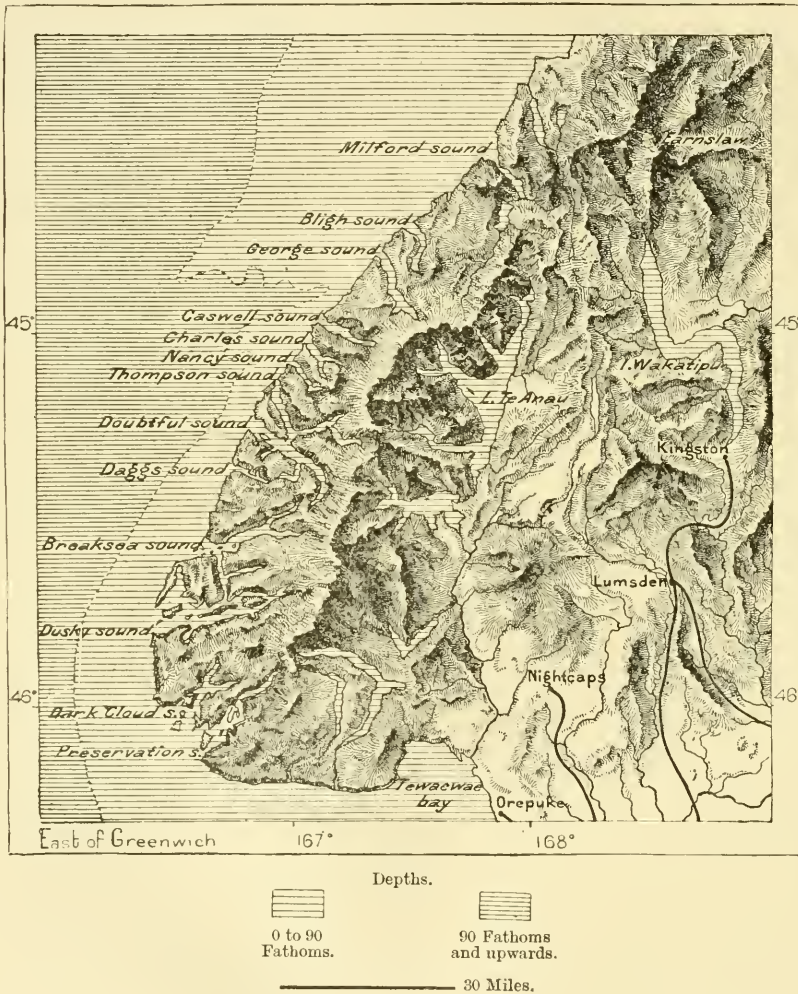 Earnslaw
Milford sound
Bligh sound
George sound
45°
45
Caswell sound
Charles sound
Nancy sound
Thompson sound
l. Wakatipu
L. Te Anau
Doubtful sound
Kingston
Daggs sound
Breaksea sound
Lumsden
Dusky sound
Nightcaps
46°
46
Dark Cloud s.
Preservation s.
Tewaewae
bay
Orepuke
East of Greenwich
167°
168°
Depths.
0 to 90
Fathoms.
90 Fathoms
and upwards.
30 Miles.